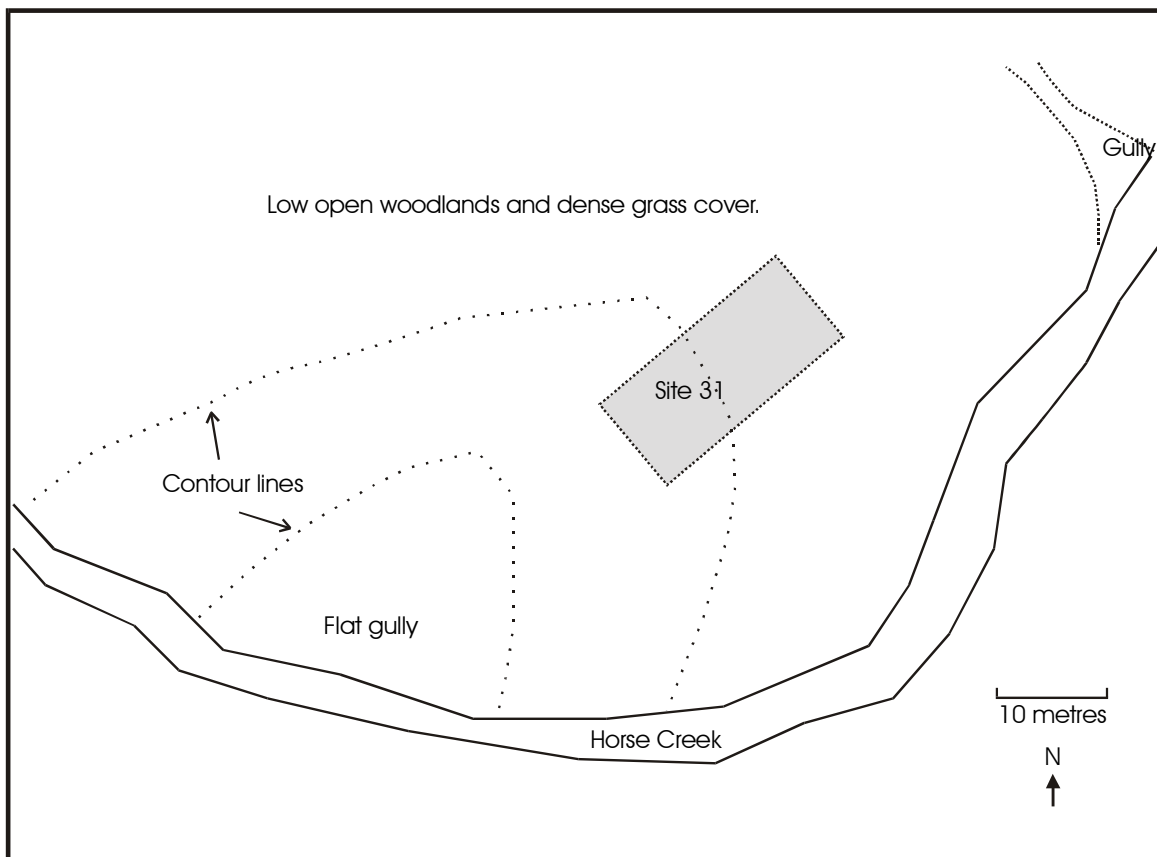 Gully
Low open woodlands and dense grass cover.
Site 31
Contour lines
Flat gully
10 metres
Horse Creek
N